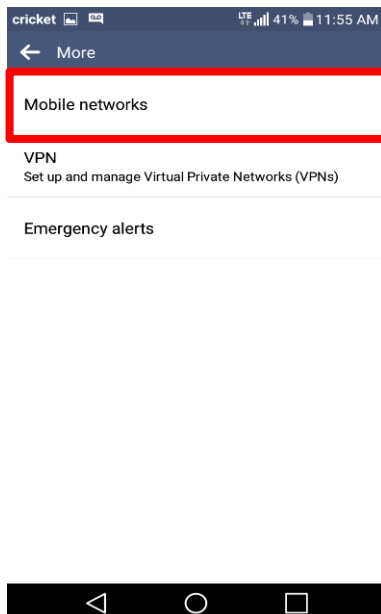 cricket LTE 41% 11:55 AM
More
Mobile networks
VPN
Set up and manage Virtual Private Networks (VPNs)
Emergency alerts